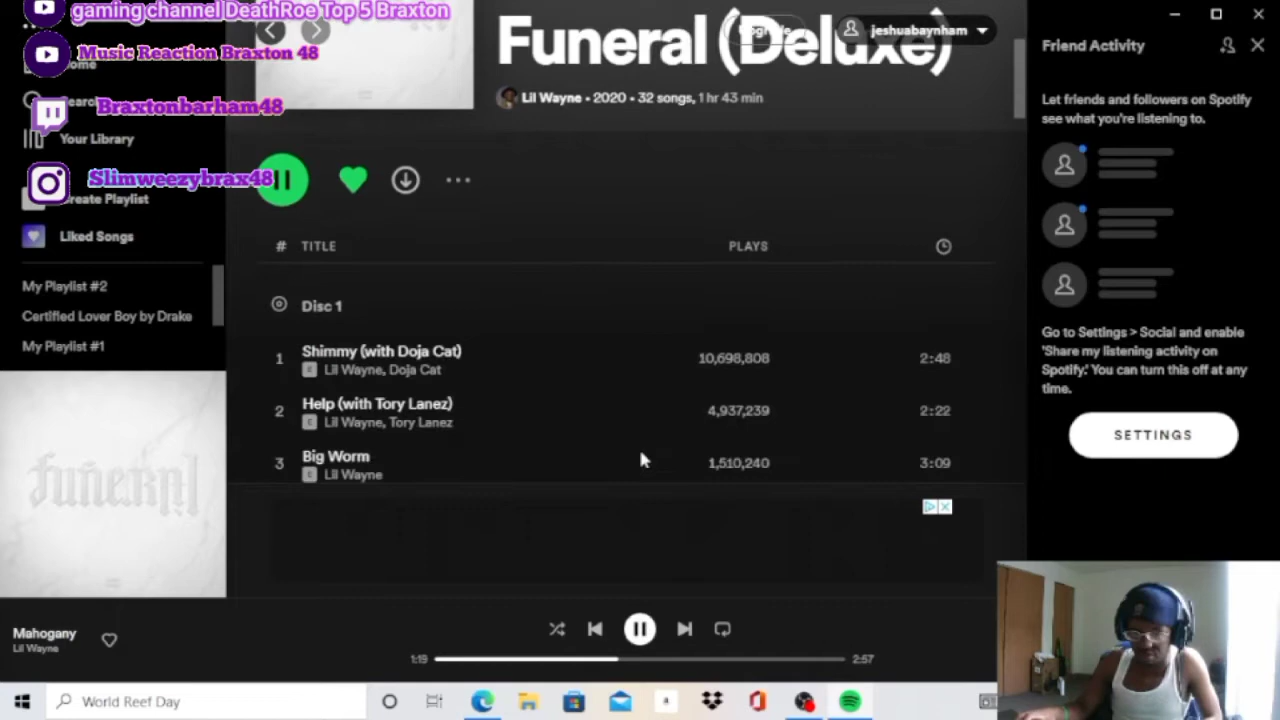 gaming channel DeathRoe Top 5 Braxton
Music Reaction Braxton 48
Braxtonbarham48
Slimweezybrax48
Your Library
Create Playlist
Liked Songs
My Playlist #2
Certified Lover Boy by Drake
My Playlist #1
funeral
Funeral (Deluxe)
Upgrade
jeshuabaynham
Lil Wayne • 2020 • 32 songs, 1 hr 43 min
# TITLE PLAYS
Disc 1
1 Shimmy (with Doja Cat) 10,698,808 2:48
E Lil Wayne, Doja Cat
2 Help (with Tory Lanez) 4,937,239 2:22
E Lil Wayne, Tory Lanez
3 Big Worm 1,510,240 3:09
E Lil Wayne
Friend Activity
Let friends and followers on Spotify
see what you're listening to.
Go to Settings > Social and enable
'Share my listening activity on
Spotify.' You can turn this off at any
time.
SETTINGS
Mahogany
Lil Wayne
1:19 2:57
World Reef Day